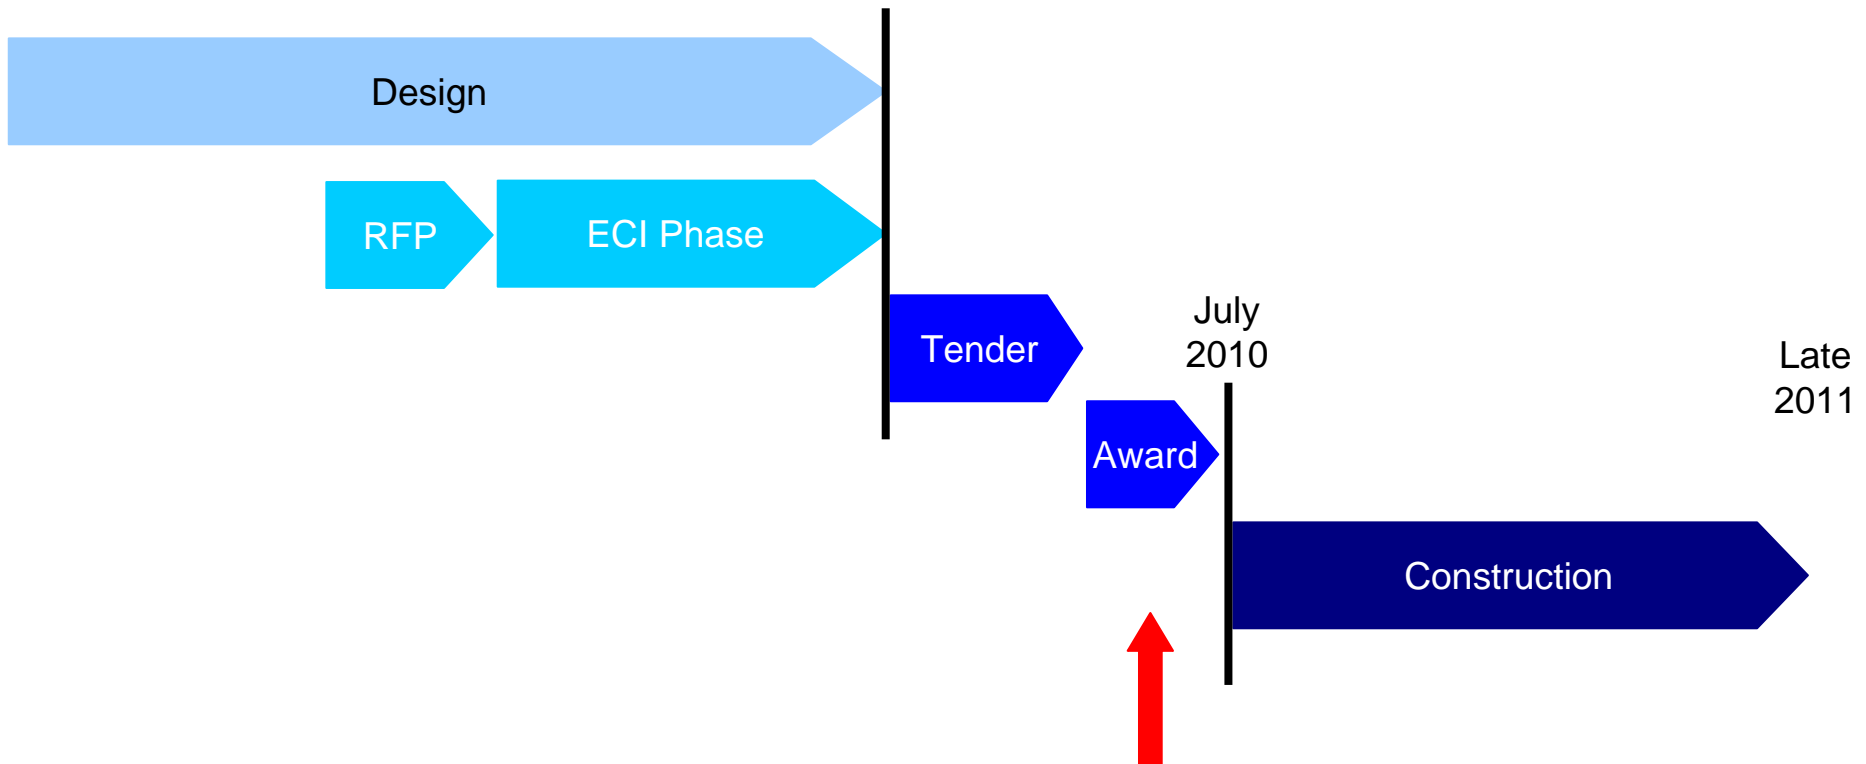 Design
RFP
ECI Phase
Tender
July
2010
Late
2011
Award
Construction